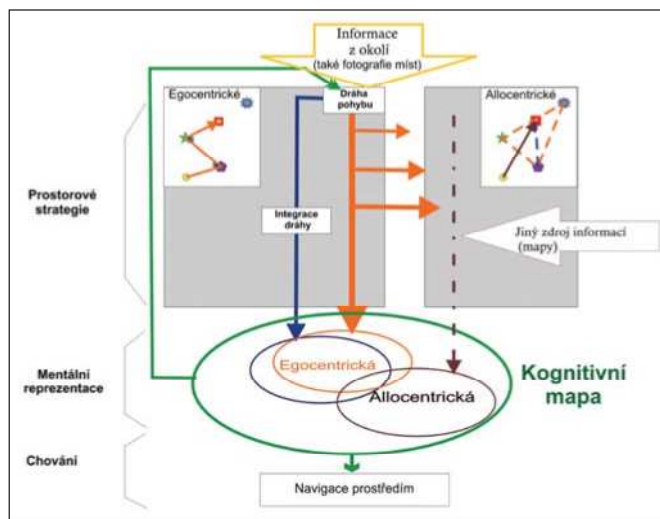 Informace
z okolí
(také fotografie míst)
Egocentrické
Dráha
pohybu
Allocentrické
Prostorové
strategie
Integrace
dráhy
Jiný zdroj informací
(mapy)
Mentální
reprezentace
Egocentrická
Allocentrická
Kognitivní
mapa
Chování
Navigace prostředím